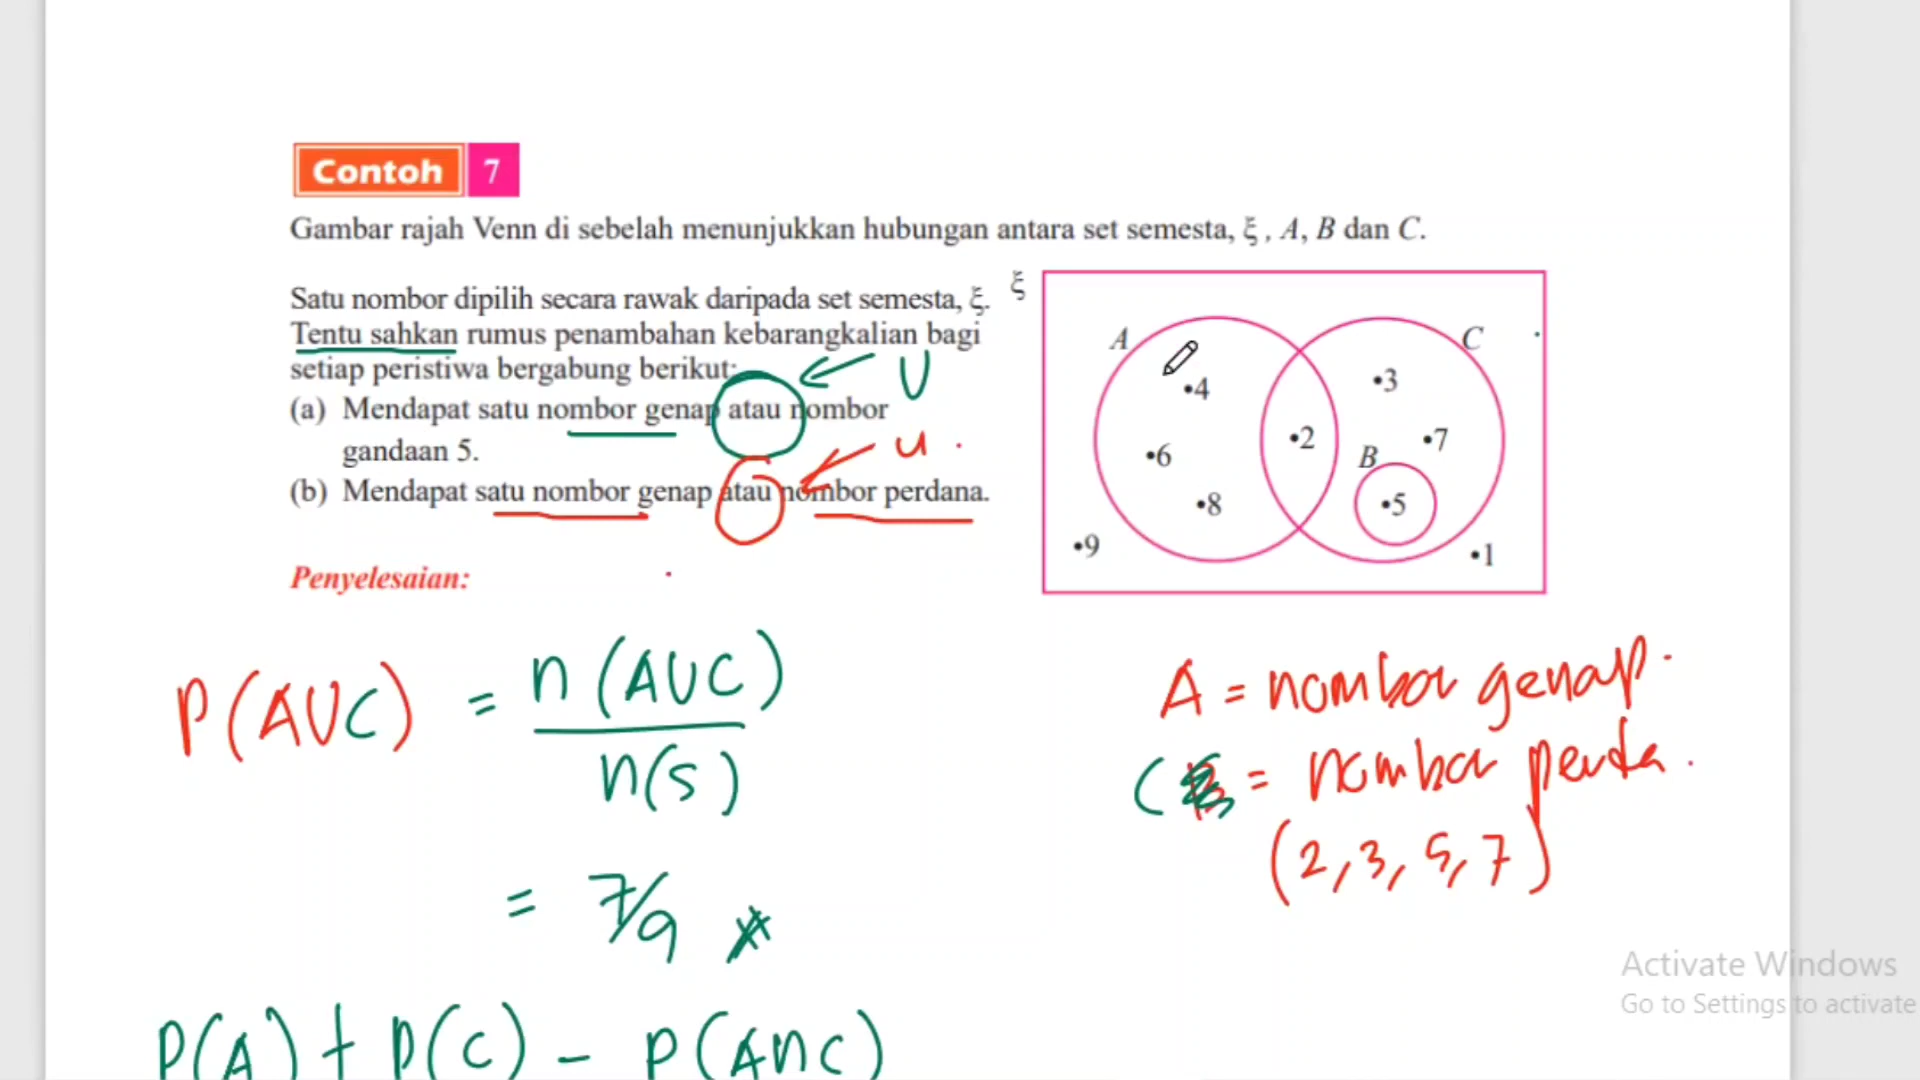 Contoh 7
Gambar rajah Venn di sebelah menunjukkan hubungan antara set semesta, ξ , A, B dan C.
Satu nombor dipilih secara rawak daripada set semesta, ξ.
Tentu sahkan rumus penambahan kebarangkalian bagi
setiap peristiwa bergabung berikut:
U
(a) Mendapat satu nombor genap atau nombor
gandaan 5.
u
(b) Mendapat satu nombor genap atau nombor perdana.
ξ
A
C
•4
•3
•6
•2
•7
B
•8
•5
•9
•1
Penyelesaian:
P(AUC) = n(AUC)
n(s)
= 7/9
P(A) + P(C) - P(AnC)
A = nombor genap.
C = nombor
(2,3,5,7)
Activate Windows
Go to Settings to activate